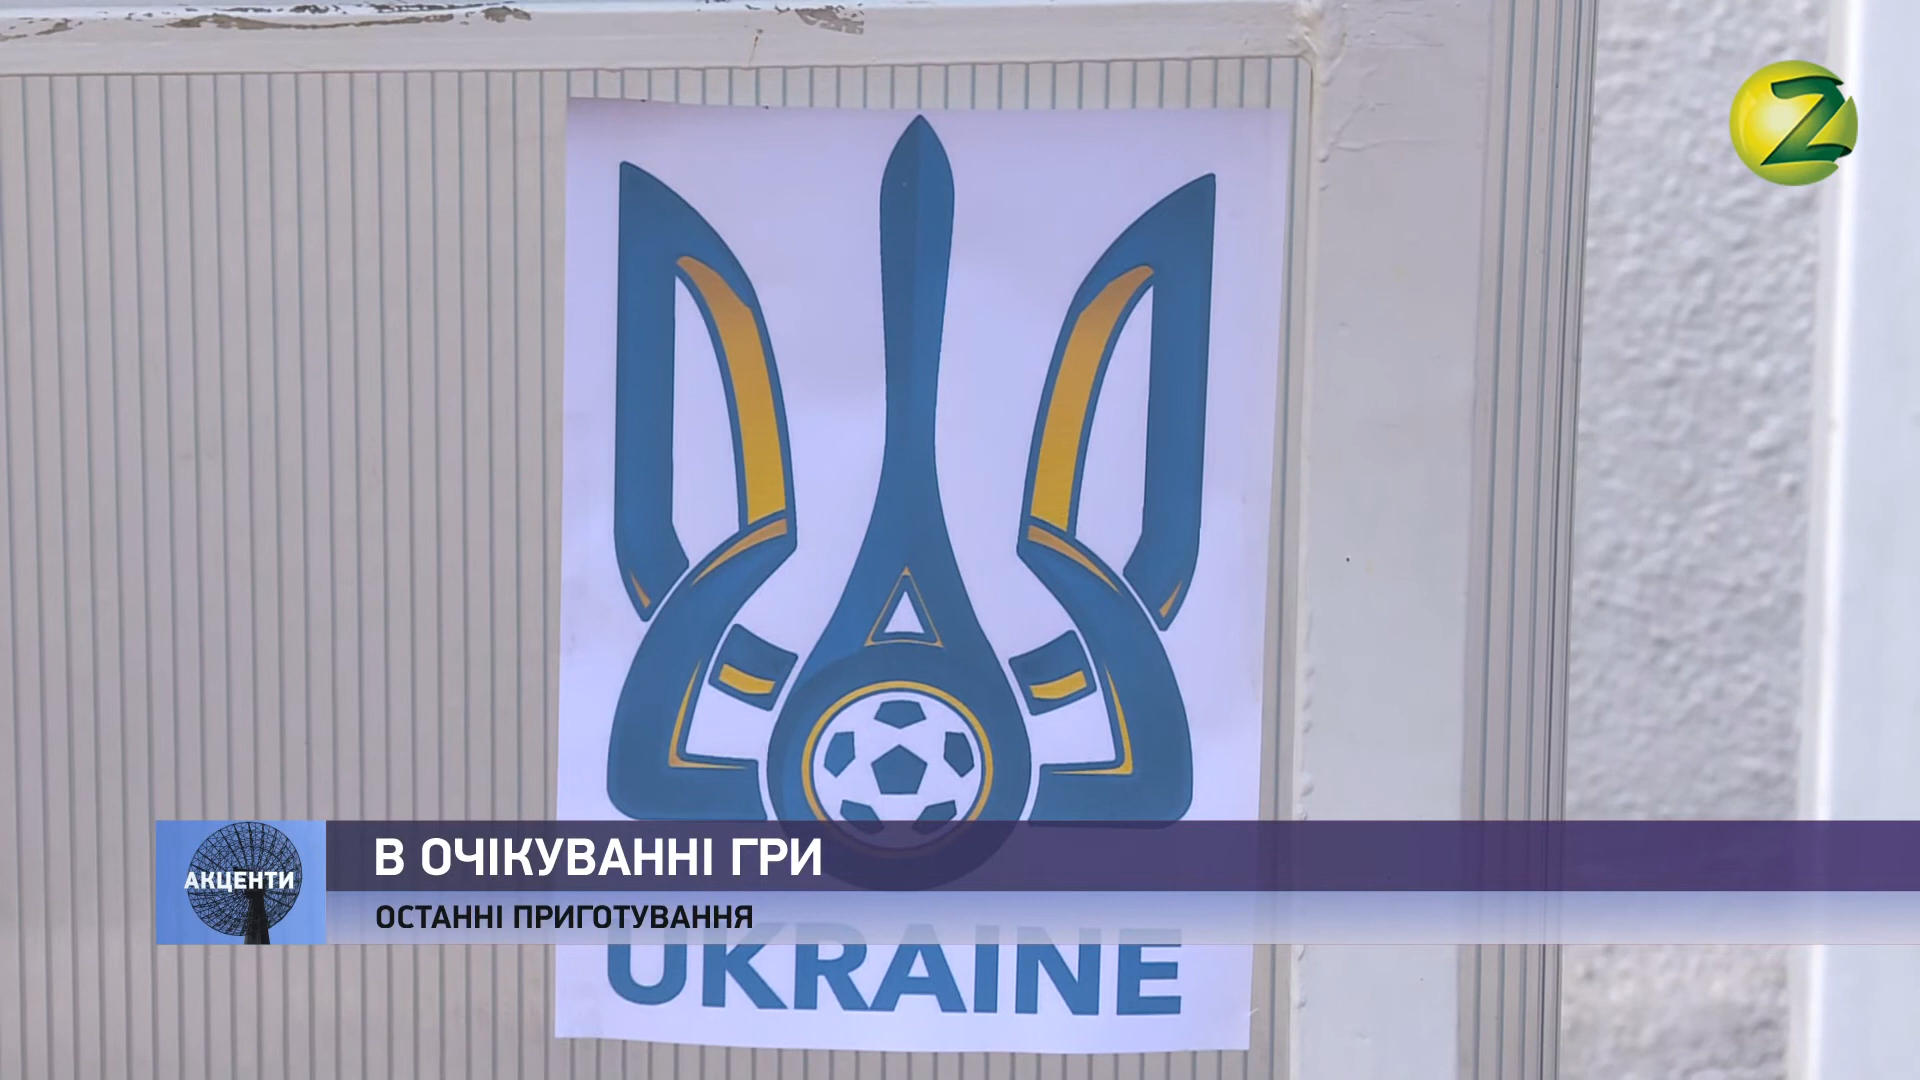 Z
В ОЧІКУВАННІ ГРИ
АКЦЕНТИ
ОСТАННІ ПРИГОТУВАННЯ
UKRAINE